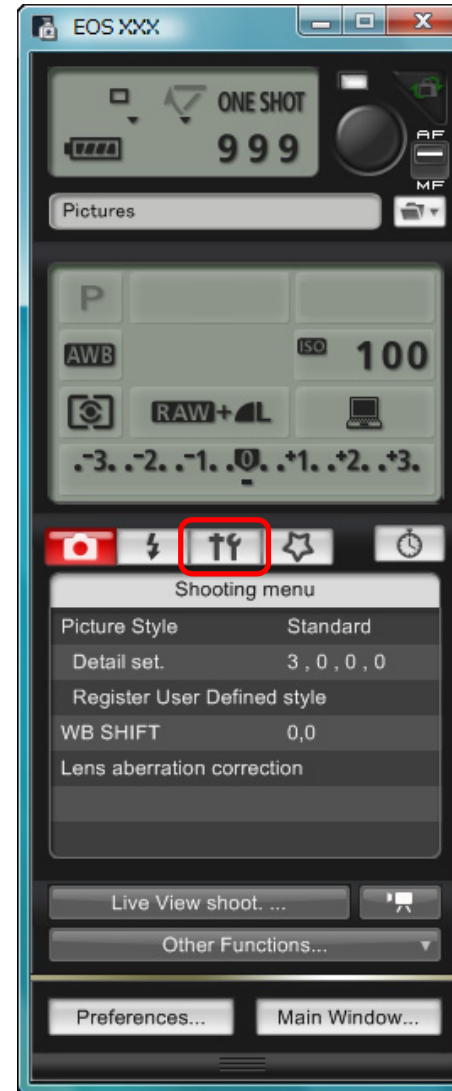 EOS XXX
ONE SHOT
999
AF
MF
Pictures
P
AWB
ISO 100
RAW+L
.-3. .-2. .-1. .0. .+1. .+2. .+3.
Shooting menu
Picture Style Standard
Detail set. 3 , 0 , 0 , 0
Register User Defined style
WB SHIFT 0,0
Lens aberration correction
Live View shoot. ...
Other Functions...
Preferences... Main Window...